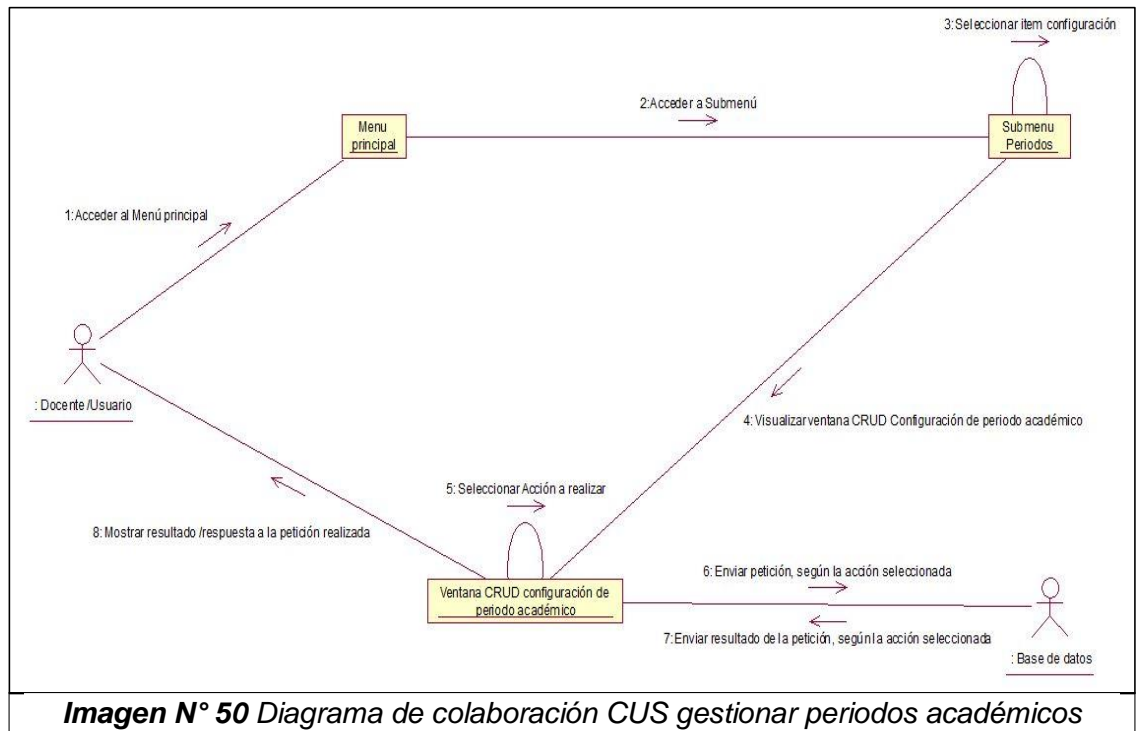 3: Seleccionar item configuración
2: Acceder a Submenú
Menu
principal
Submenu
Periodos
1: Acceder al Menú principal
: Docente /Usuario
4: Visualizar ventana CRUD Configuración de periodo académico
5: Seleccionar Acción a realizar
8: Mostrar resultado /respuesta a la petición realizada
6: Enviar petición, según la acción seleccionada
Ventana CRUD configuración de
periodo académico
7: Enviar resultado de la petición, según la acción seleccionada
: Base de datos
Imagen N° 50 Diagrama de colaboración CUS gestionar periodos académicos